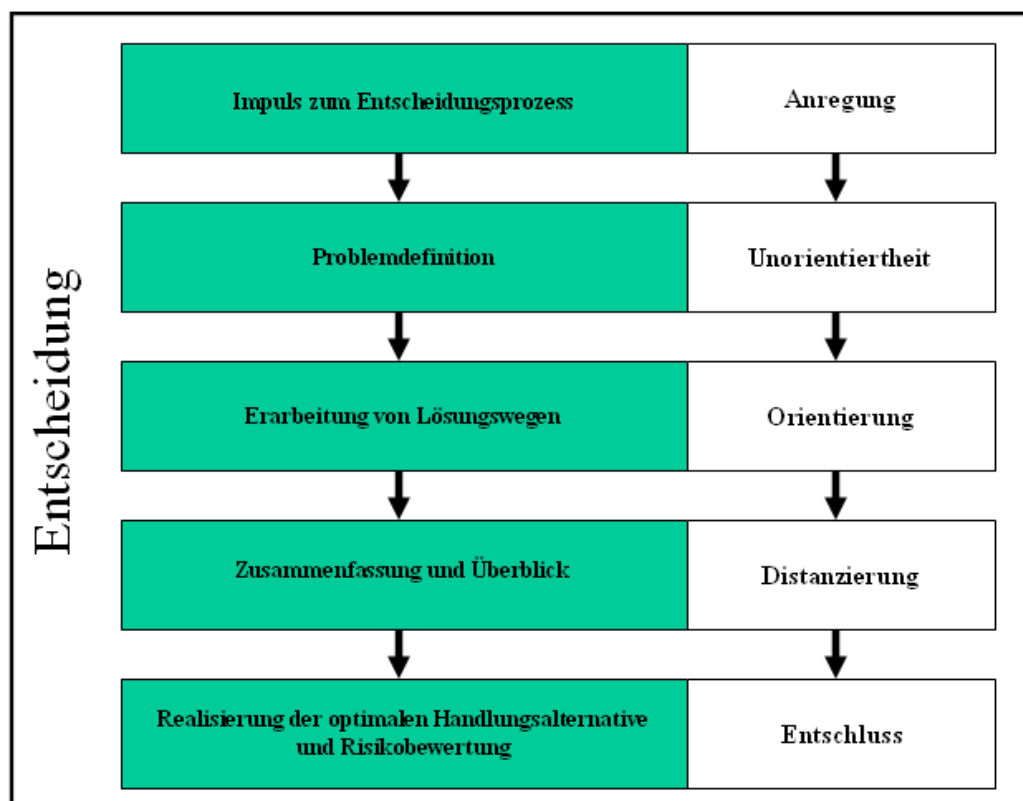 Entscheidung
Impuls zum Entscheidungsprozess
Anregung
Problemdefinition
Unorientiertheit
Erarbeitung von Lösungswegen
Orientierung
Zusammenfassung und Überblick
Distanzierung
Realisierung der optimalen Handlungsalternative
und Risikobewertung
Entschluss